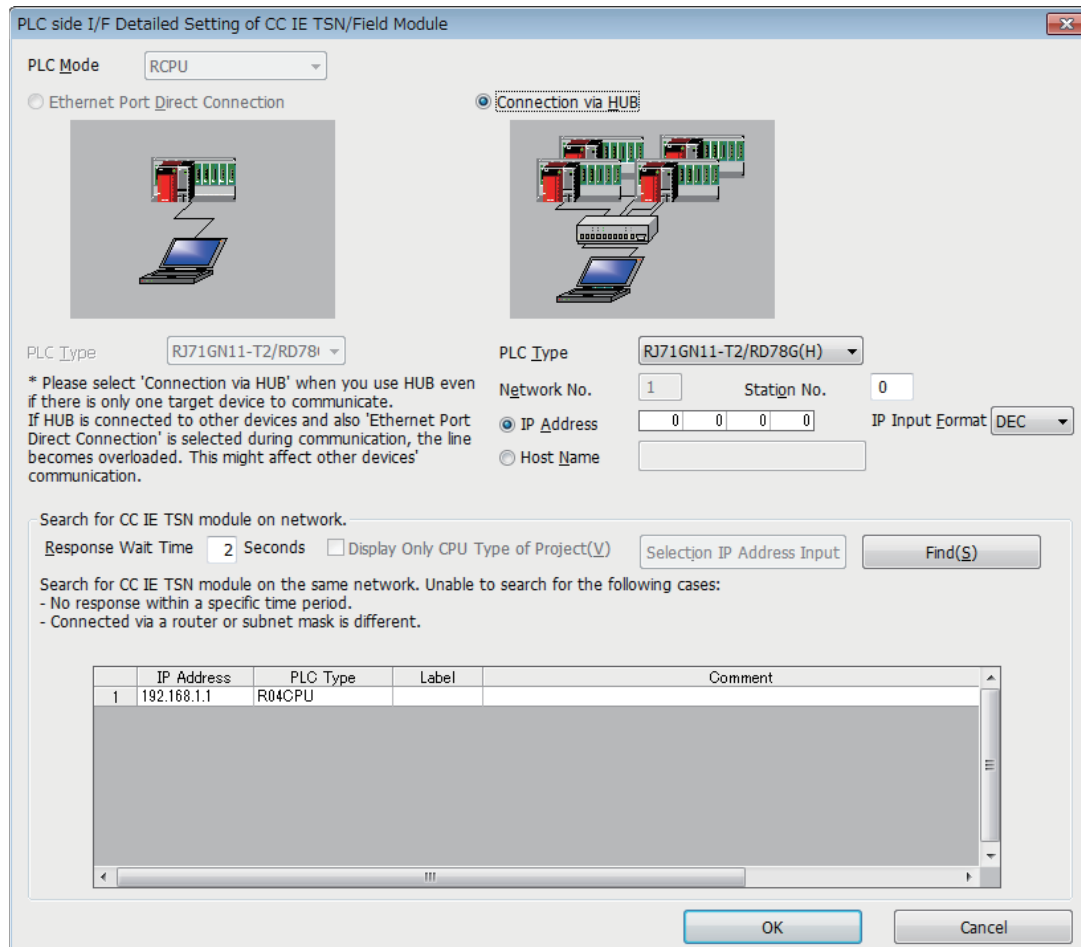 PLC side I/F Detailed Setting of CC IE TSN/Field Module
PLC Mode RCPU
Ethernet Port Direct Connection
Connection via HUB
PLC Type RJ71GN11-T2/RD78(
* Please select 'Connection via HUB' when you use HUB even
if there is only one target device to communicate.
If HUB is connected to other devices and also 'Ethernet Port
Direct Connection' is selected during communication, the line
becomes overloaded. This might affect other devices'
communication.
PLC Type RJ71GN11-T2/RD78G(H)
Network No. 1 Station No. 0
IP Address 0 0 0 0 IP Input Format DEC
Host Name
Search for CC IE TSN module on network.
Response Wait Time 2 Seconds Display Only CPU Type of Project(V) Selection IP Address Input Find(S)
Search for CC IE TSN module on the same network. Unable to search for the following cases:
- No response within a specific time period.
- Connected via a router or subnet mask is different.
IP Address PLC Type Label Comment
1 192.168.1.1 R04CPU
OK Cancel